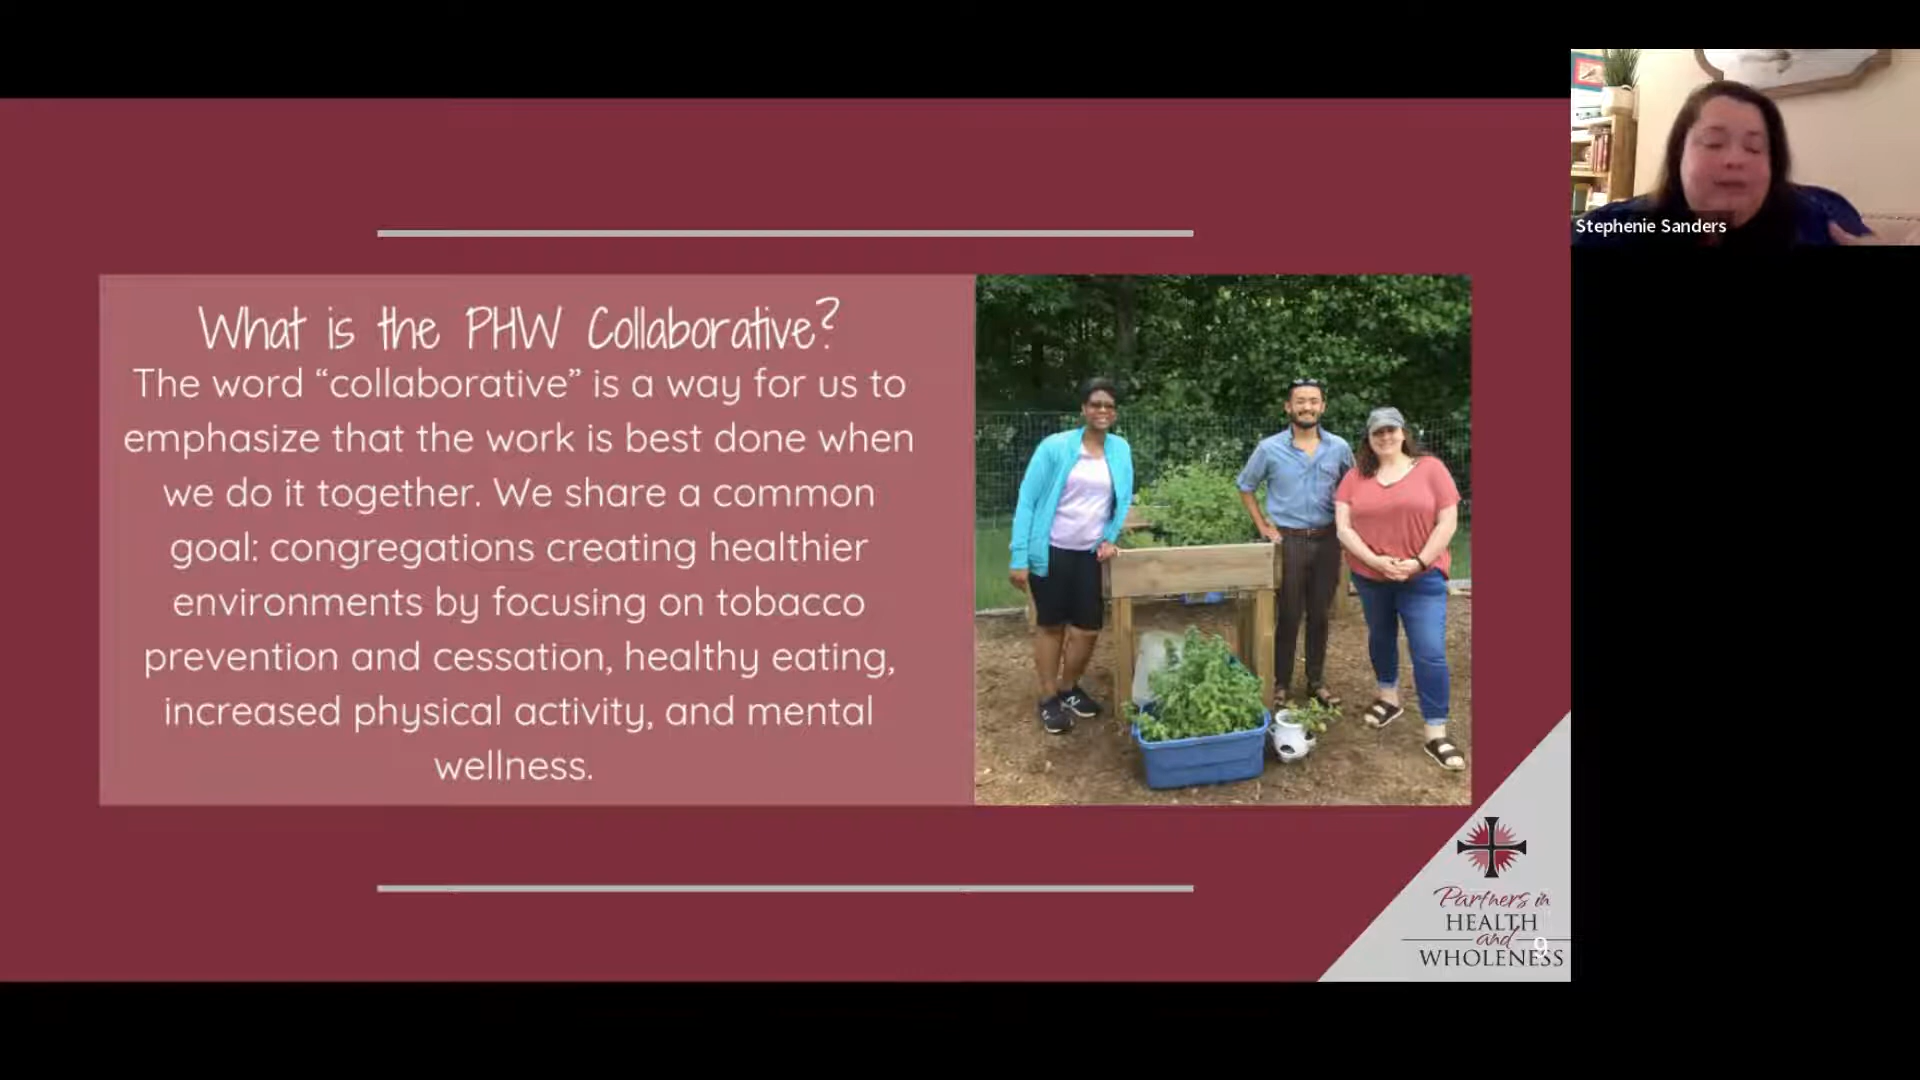 What is the PHW Collaborative?
The word “collaborative” is a way for us to
emphasize that the work is best done when
we do it together. We share a common
goal: congregations creating healthier
environments by focusing on tobacco
prevention and cessation, healthy eating,
increased physical activity, and mental
wellness.
Stephenie Sanders
Partners in
HEALTH
and
WHOLENESS
9